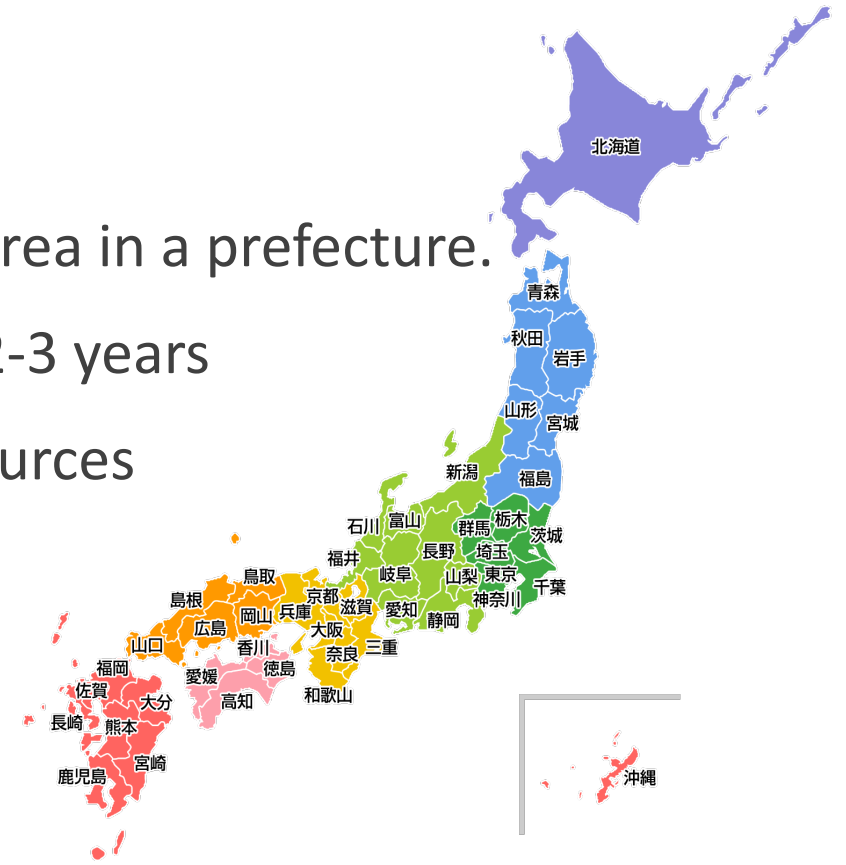 北海道
rea in a prefecture.
青森
秋田
岩手
2-3 years
山形
宮城
urces
新潟
福島
石川
富山
群馬
栃木
茨城
福井
長野
埼玉
岐阜
山梨
東京
千葉
鳥取
島根
京都
滋賀
神奈川
岡山
兵庫
愛知
静岡
広島
大阪
山口
香川
奈良
三重
福岡
愛媛
徳島
佐賀
大分
高知
和歌山
長崎
熊本
宮崎
鹿児島
沖縄